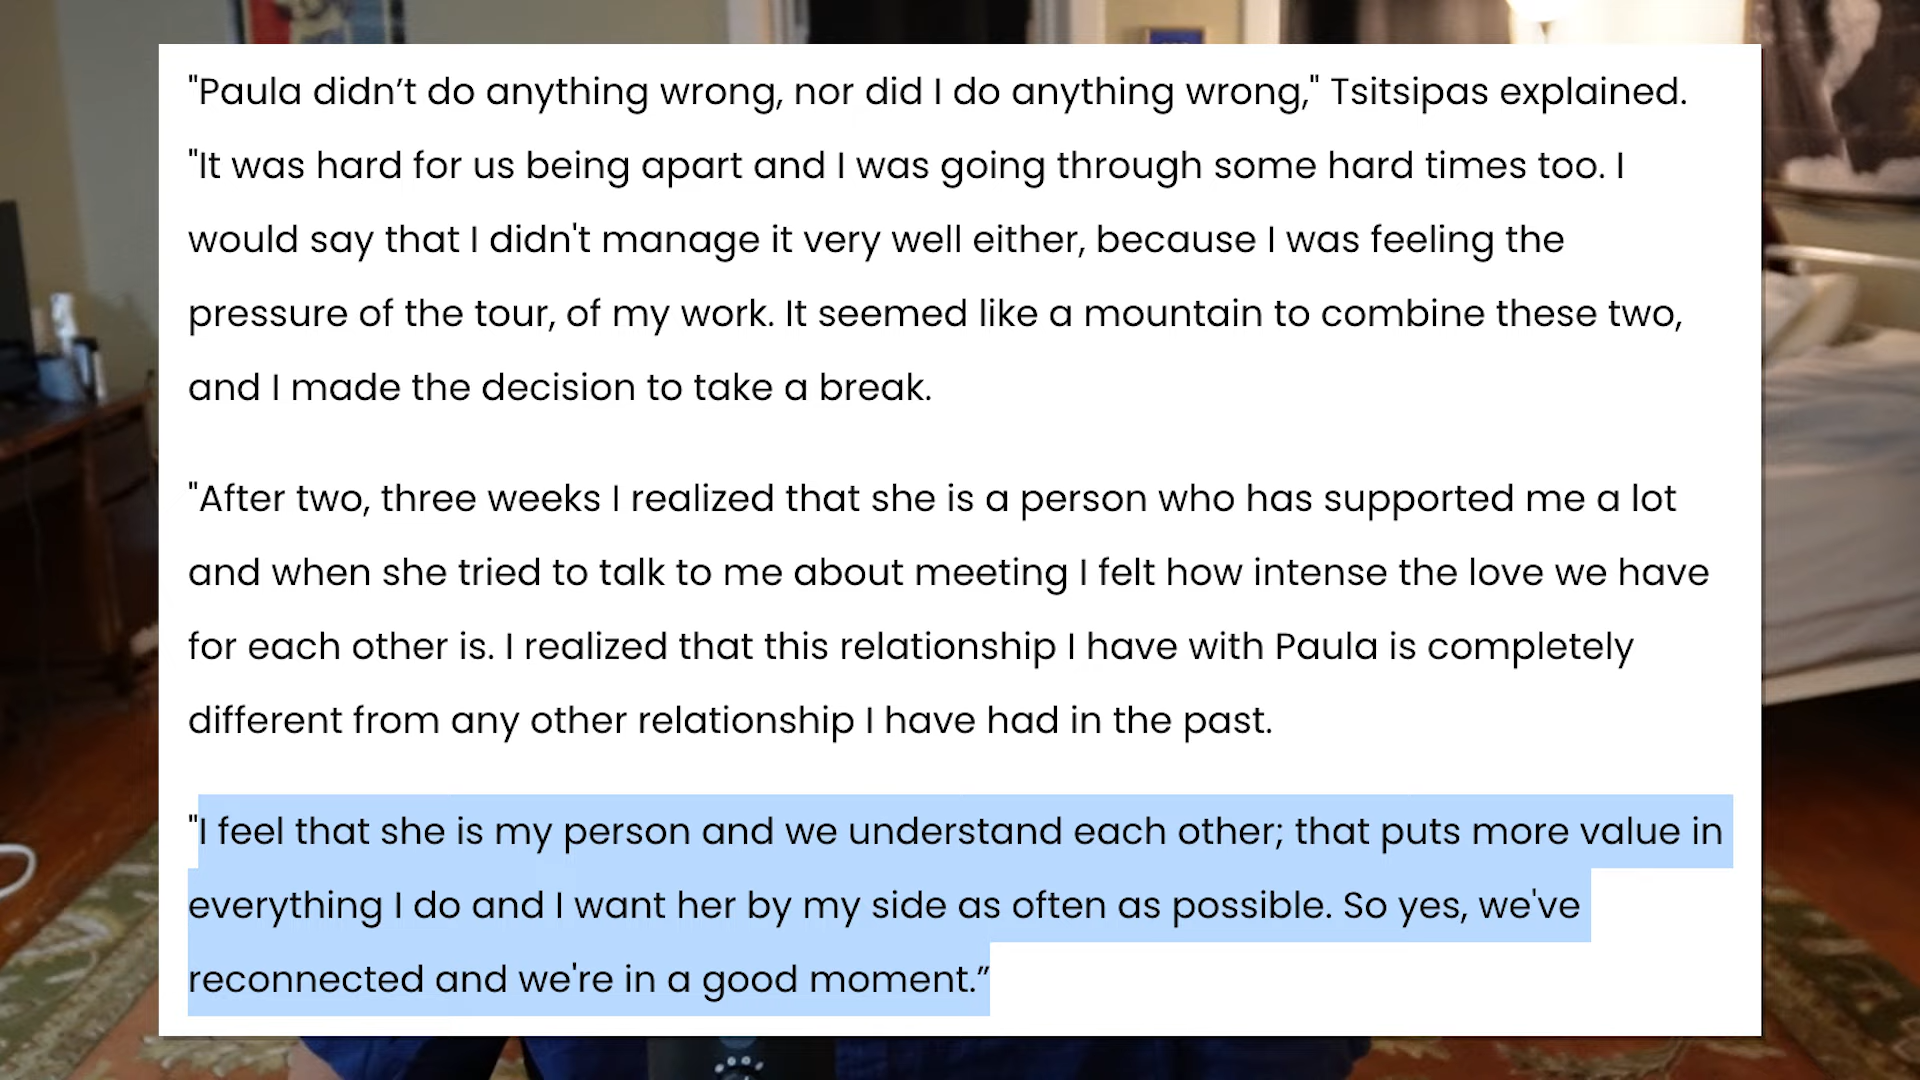 "Paula didn’t do anything wrong, nor did I do anything wrong," Tsitsipas explained.
"It was hard for us being apart and I was going through some hard times too. I
would say that I didn't manage it very well either, because I was feeling the
pressure of the tour, of my work. It seemed like a mountain to combine these two,
and I made the decision to take a break.
"After two, three weeks I realized that she is a person who has supported me a lot
and when she tried to talk to me about meeting I felt how intense the love we have
for each other is. I realized that this relationship I have with Paula is completely
different from any other relationship I have had in the past.
"I feel that she is my person and we understand each other; that puts more value in
everything I do and I want her by my side as often as possible. So yes, we've
reconnected and we're in a good moment.”